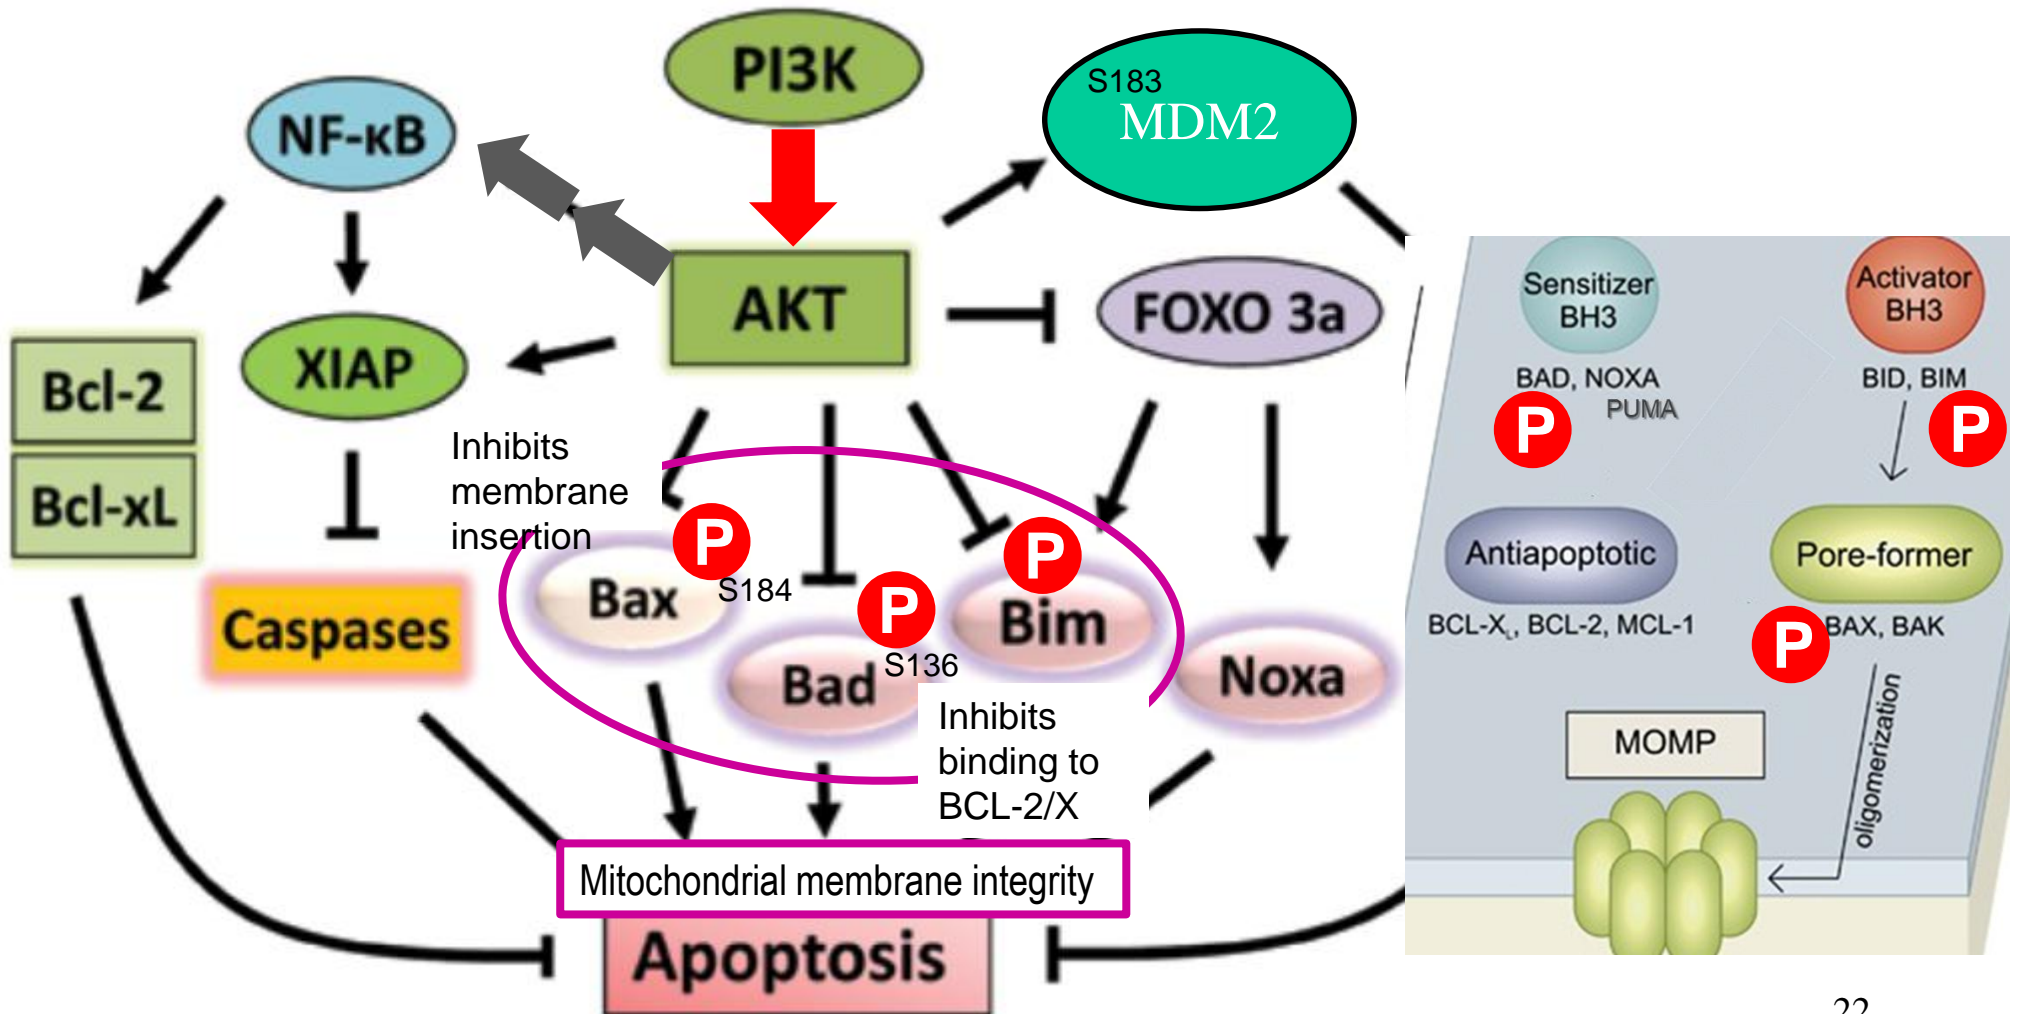 PI3K
S183
MDM2
NF-κB
AKT
FOXO 3a
XIAP
Bcl-2
Bcl-xL
Inhibits
membrane
insertion
Caspases
P
Bax
S184
P
Bad
S136
P
Bim
Noxa
Inhibits
binding to
BCL-2/X
Mitochondrial membrane integrity
Apoptosis
Sensitizer
BH3
BAD, NOXA
PUMA
P
Activator
BH3
BID, BIM
P
Antiapoptotic
BCL-XL, BCL-2, MCL-1
Pore-former
BAX, BAK
P
MOMP
oligomerization
22